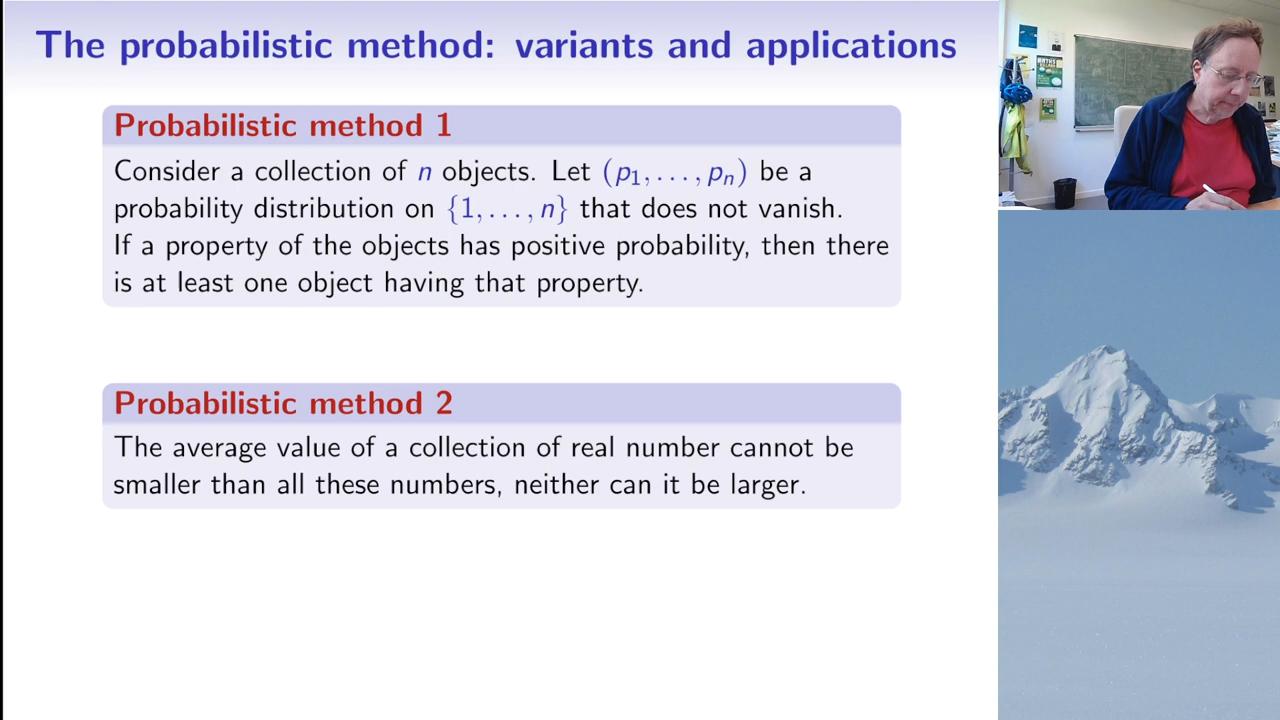 The probabilistic method: variants and applications
Probabilistic method 1
Consider a collection of n objects. Let (p₁, . . . , pₙ) be a
probability distribution on {1, . . . , n} that does not vanish.
If a property of the objects has positive probability, then there
is at least one object having that property.
Probabilistic method 2
The average value of a collection of real number cannot be
smaller than all these numbers, neither can it be larger.